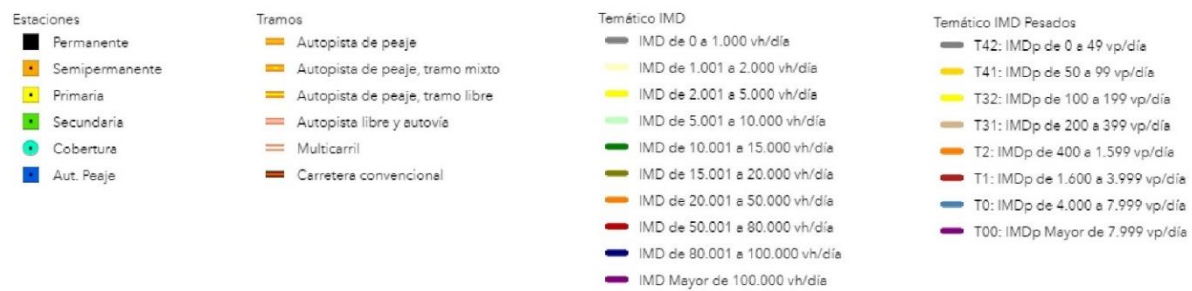 Estaciones
Permanente
Semipermanente
Primaria
Secundaria
Cobertura
Aut. Peaje
Tramos
Autopista de peaje
Autopista de peaje, tramo mixto
Autopista de peaje, tramo libre
Autopista libre y autovía
Multicarril
Carretera convencional
Temático IMD
IMD de 0 a 1.000 vh/día
IMD de 1.001 a 2.000 vh/día
IMD de 2.001 a 5.000 vh/día
IMD de 5.001 a 10.000 vh/día
IMD de 10.001 a 15.000 vh/día
IMD de 15.001 a 20.000 vh/día
IMD de 20.001 a 50.000 vh/día
IMD de 50.001 a 80.000 vh/día
IMD de 80.001 a 100.000 vh/día
IMD Mayor de 100.000 vh/día
Temático IMD Pesados
T42: IMDp de 0 a 49 vp/día
T41: IMDp de 50 a 99 vp/día
T32: IMDp de 100 a 199 vp/día
T31: IMDp de 200 a 399 vp/día
T2: IMDp de 400 a 1.599 vp/día
T1: IMDp de 1.600 a 3.999 vp/día
T0: IMDp de 4.000 a 7.999 vp/día
T00: IMDp Mayor de 7.999 vp/día